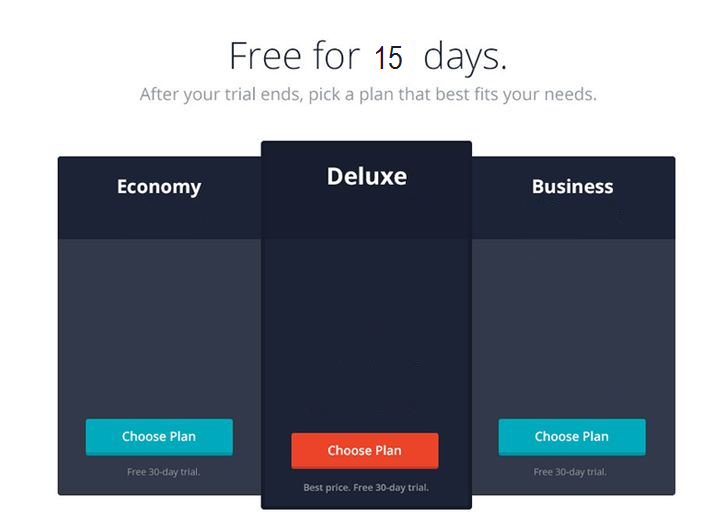 Free for 15 days.
After your trial ends, pick a plan that best fits your needs.
Economy
Deluxe
Business
Choose Plan
Free 30-day trial.
Choose Plan
Best price. Free 30-day trial.
Choose Plan
Free 30-day trial.